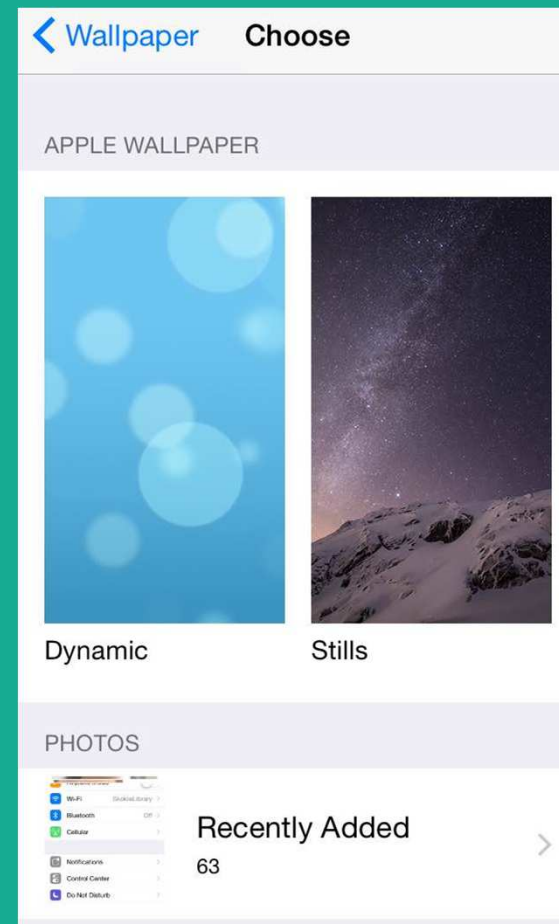 Wallpaper Choose
APPLE WALLPAPER
Dynamic Stills
PHOTOS
Wi-Fi
Bluetooth Off
Cellular
Notifications
Control Center
Do Not Disturb
Recently Added
63